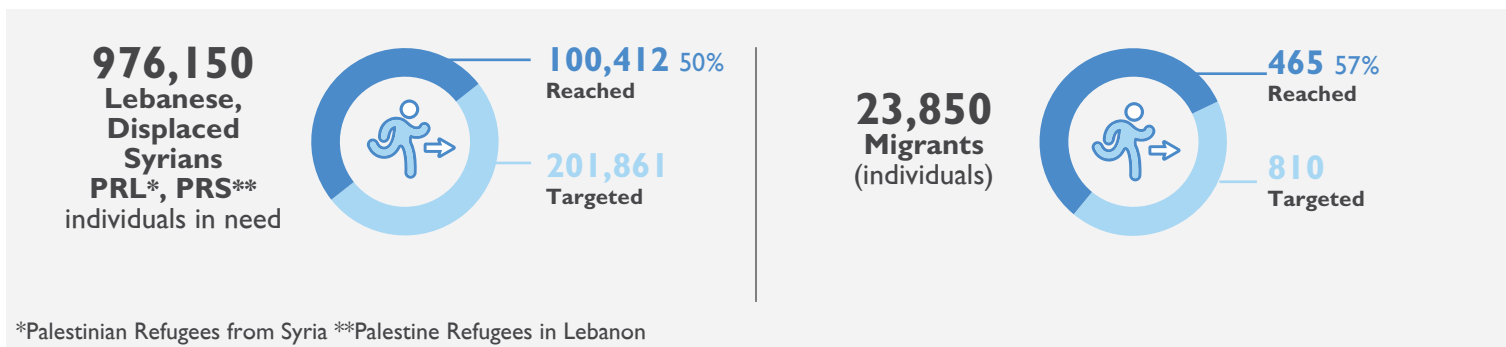 976,150
Lebanese,
Displaced
Syrians
PRL*, PRS**
individuals in need
100,412 50%
Reached
201,861
Targeted
23,850
Migrants
(individuals)
465 57%
Reached
810
Targeted
*Palestinian Refugees from Syria **Palestine Refugees in Lebanon